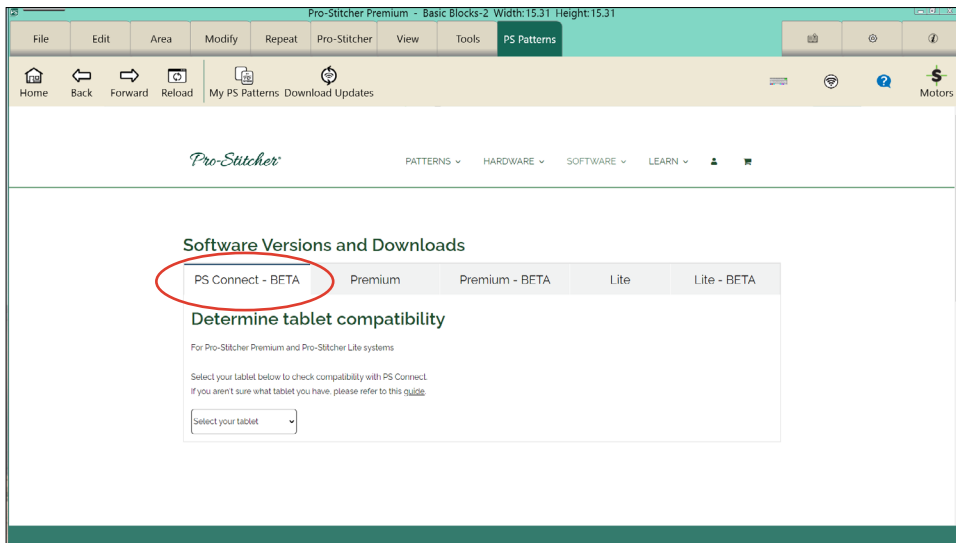 Pro-Stitcher Premium - Basic Blocks-2 Width:15.31 Height:15.31
File Edit Area Modify Repeat Pro-Stitcher View Tools PS Patterns
Home Back Forward Reload My PS Patterns Download Updates Motors
Pro-Stitcher® PATTERNS HARDWARE SOFTWARE LEARN
Software Versions and Downloads
PS Connect - BETA Premium Premium - BETA Lite Lite - BETA
Determine tablet compatibility
For Pro-Stitcher Premium and Pro-Stitcher Lite systems
Select your tablet below to check compatibility with PS Connect.
If you aren't sure what tablet you have, please refer to this guide.
Select your tablet